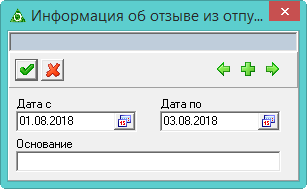 Информация об отзыве из отпу...
Дата с
Дата по
01.08.2018
03.08.2018
Основание